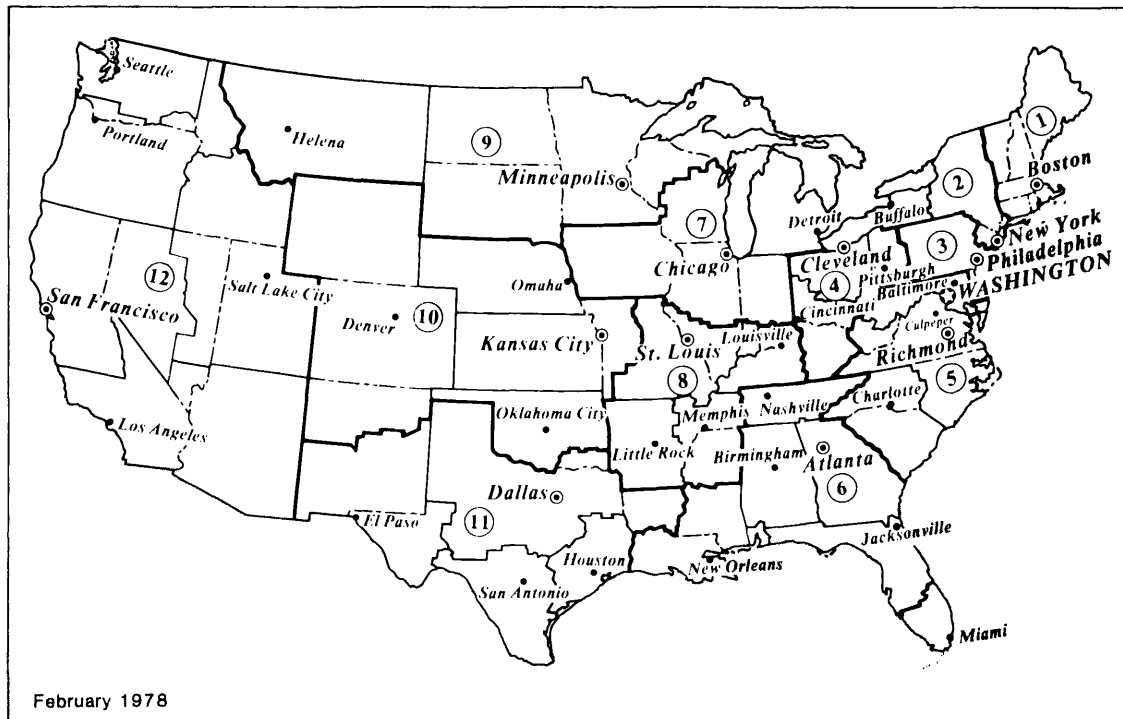 Seattle
Portland
Helena
9
1
Minneapolis
2
Boston
7
Detroit
Buffalo
3
New York
Cleveland
Philadelphia
Chicago
Pittsburgh
4
WASHINGTON
Baltimore
Cincinnati
12
Salt Lake City
Omaha
San Francisco
Denver
10
Kansas City
St. Louis
Louisville
Culpeper
Richmond
8
5
Los Angeles
Oklahoma City
Memphis
Nashville
Charlotte
Little Rock
Birmingham
Atlanta
Dallas
6
El Paso
11
Jacksonville
Houston
New Orleans
San Antonio
Miami
February 1978